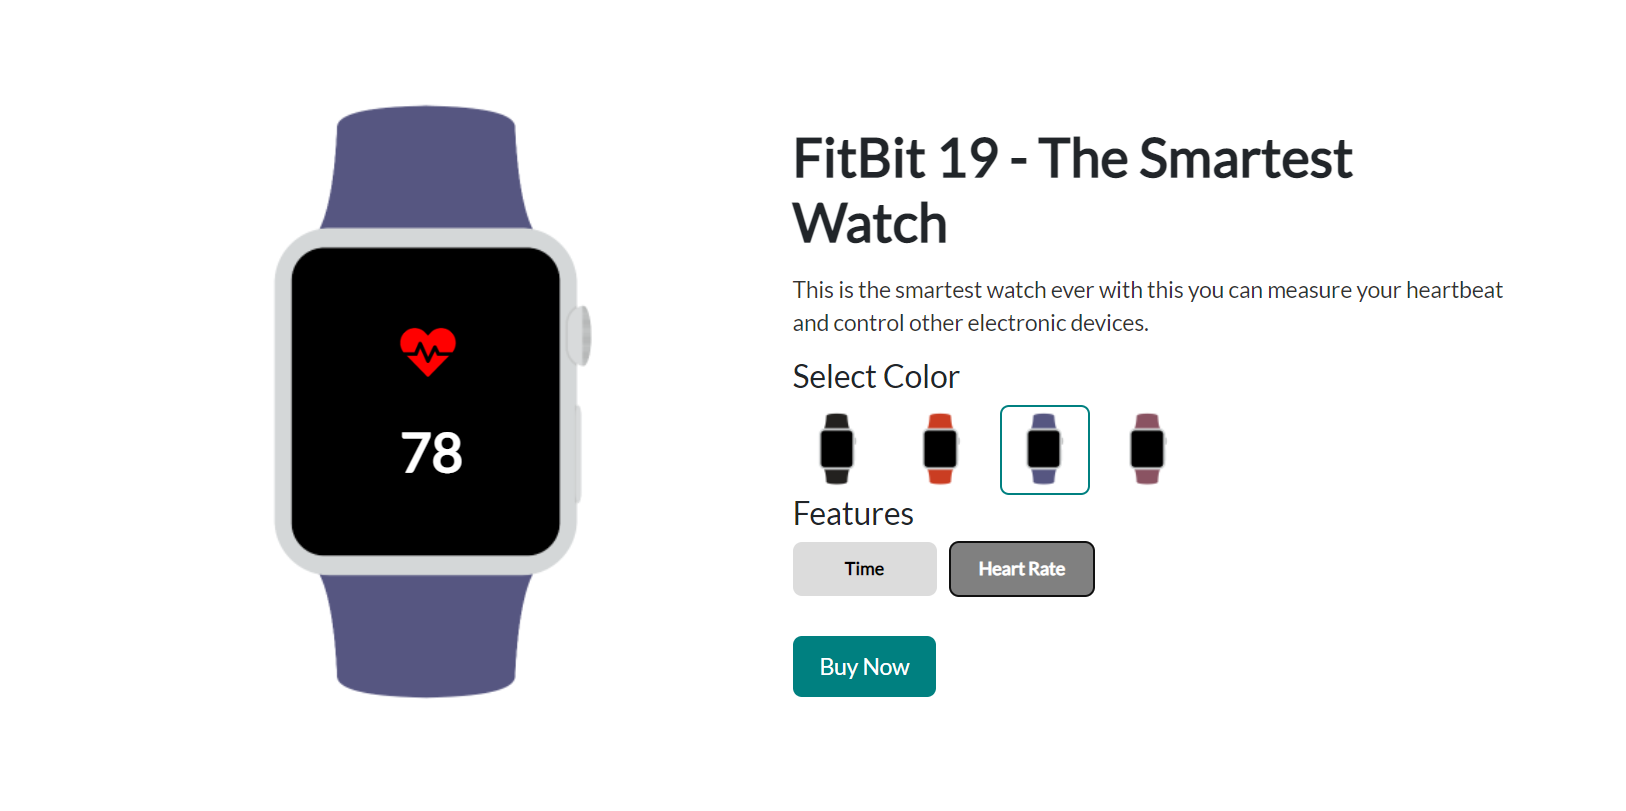 FitBit 19 - The Smartest
Watch
This is the smartest watch ever with this you can measure your heartbeat
and control other electronic devices.
Select Color
Features
Time
Heart Rate
Buy Now
78